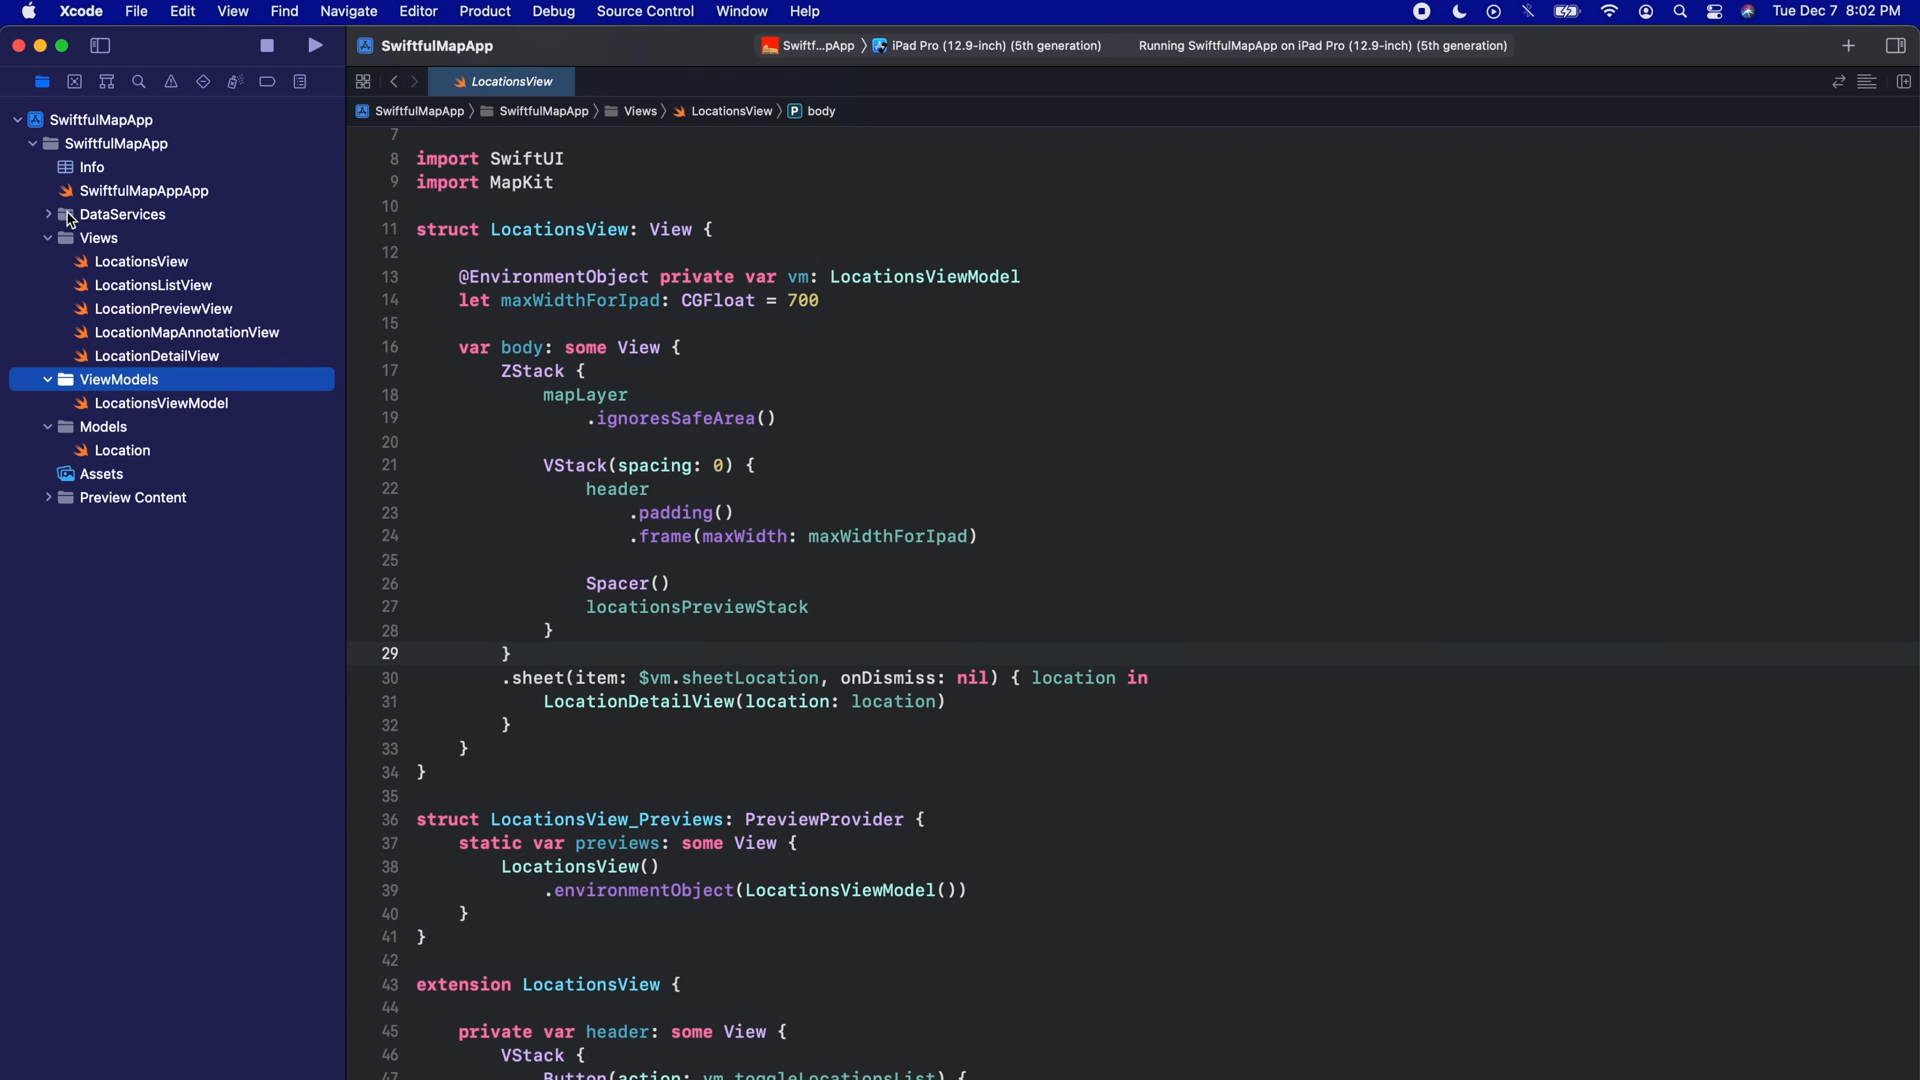 Xcode File Edit View Find Navigate Editor Product Debug Source Control Window Help Tue Dec 7 8:02 PM
SwiftfulMapApp Swiftf...pApp iPad Pro (12.9-inch) (5th generation) Running SwiftfulMapApp on iPad Pro (12.9-inch) (5th generation)
LocationsView
SwiftfulMapApp SwiftfulMapApp Views LocationsView P body
SwiftfulMapApp
SwiftfulMapApp
Info
SwiftfulMapAppApp
DataServices
Views
LocationsView
LocationsListView
LocationPreviewView
LocationMapAnnotationView
LocationDetailView
ViewModels
LocationsViewModel
Models
Location
Assets
Preview Content
7
8 import SwiftUI
9 import MapKit
10
11 struct LocationsView: View {
12
13 @EnvironmentObject private var vm: LocationsViewModel
14 let maxWidthForIpad: CGFloat = 700
15
16 var body: some View {
17 ZStack {
18 mapLayer
19 .ignoresSafeArea()
20
21 VStack(spacing: 0) {
22 header
23 .padding()
24 .frame(maxWidth: maxWidthForIpad)
25
26 Spacer()
27 locationsPreviewStack
28 }
29 }
30 .sheet(item: $vm.sheetLocation, onDismiss: nil) { location in
31 LocationDetailView(location: location)
32 }
33 }
34 }
35
36 struct LocationsView_Previews: PreviewProvider {
37 static var previews: some View {
38 LocationsView()
39 .environmentObject(LocationsViewModel())
40 }
41 }
42
43 extension LocationsView {
44
45 private var header: some View {
46 VStack {
47 Button(action: vm.toggleLocationsList) {